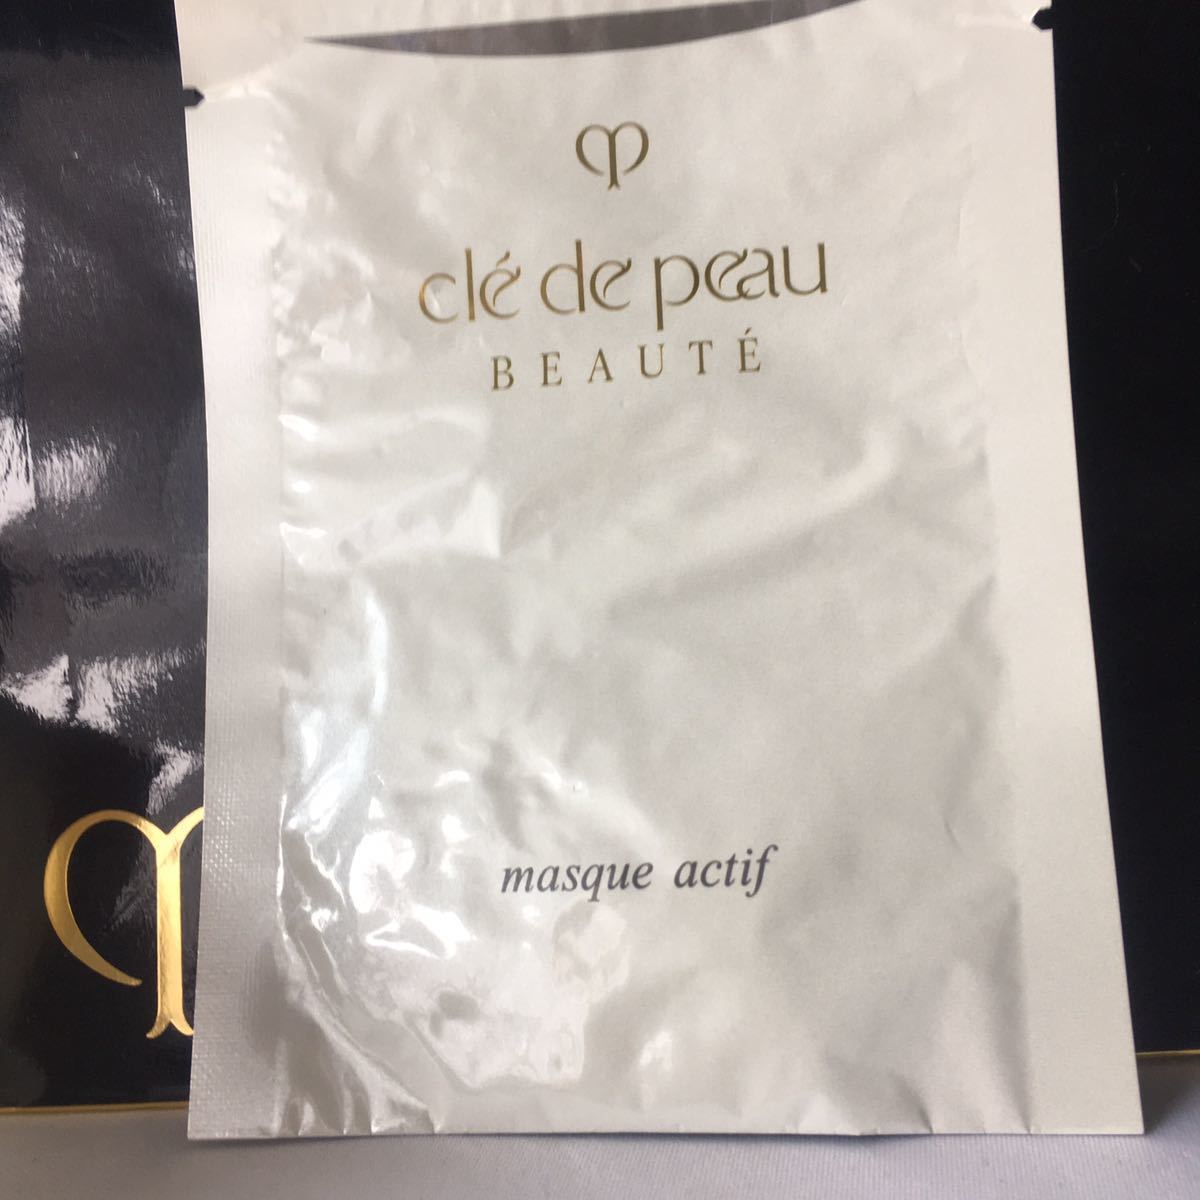 clé de peau
BEAUTÉ
masque actif